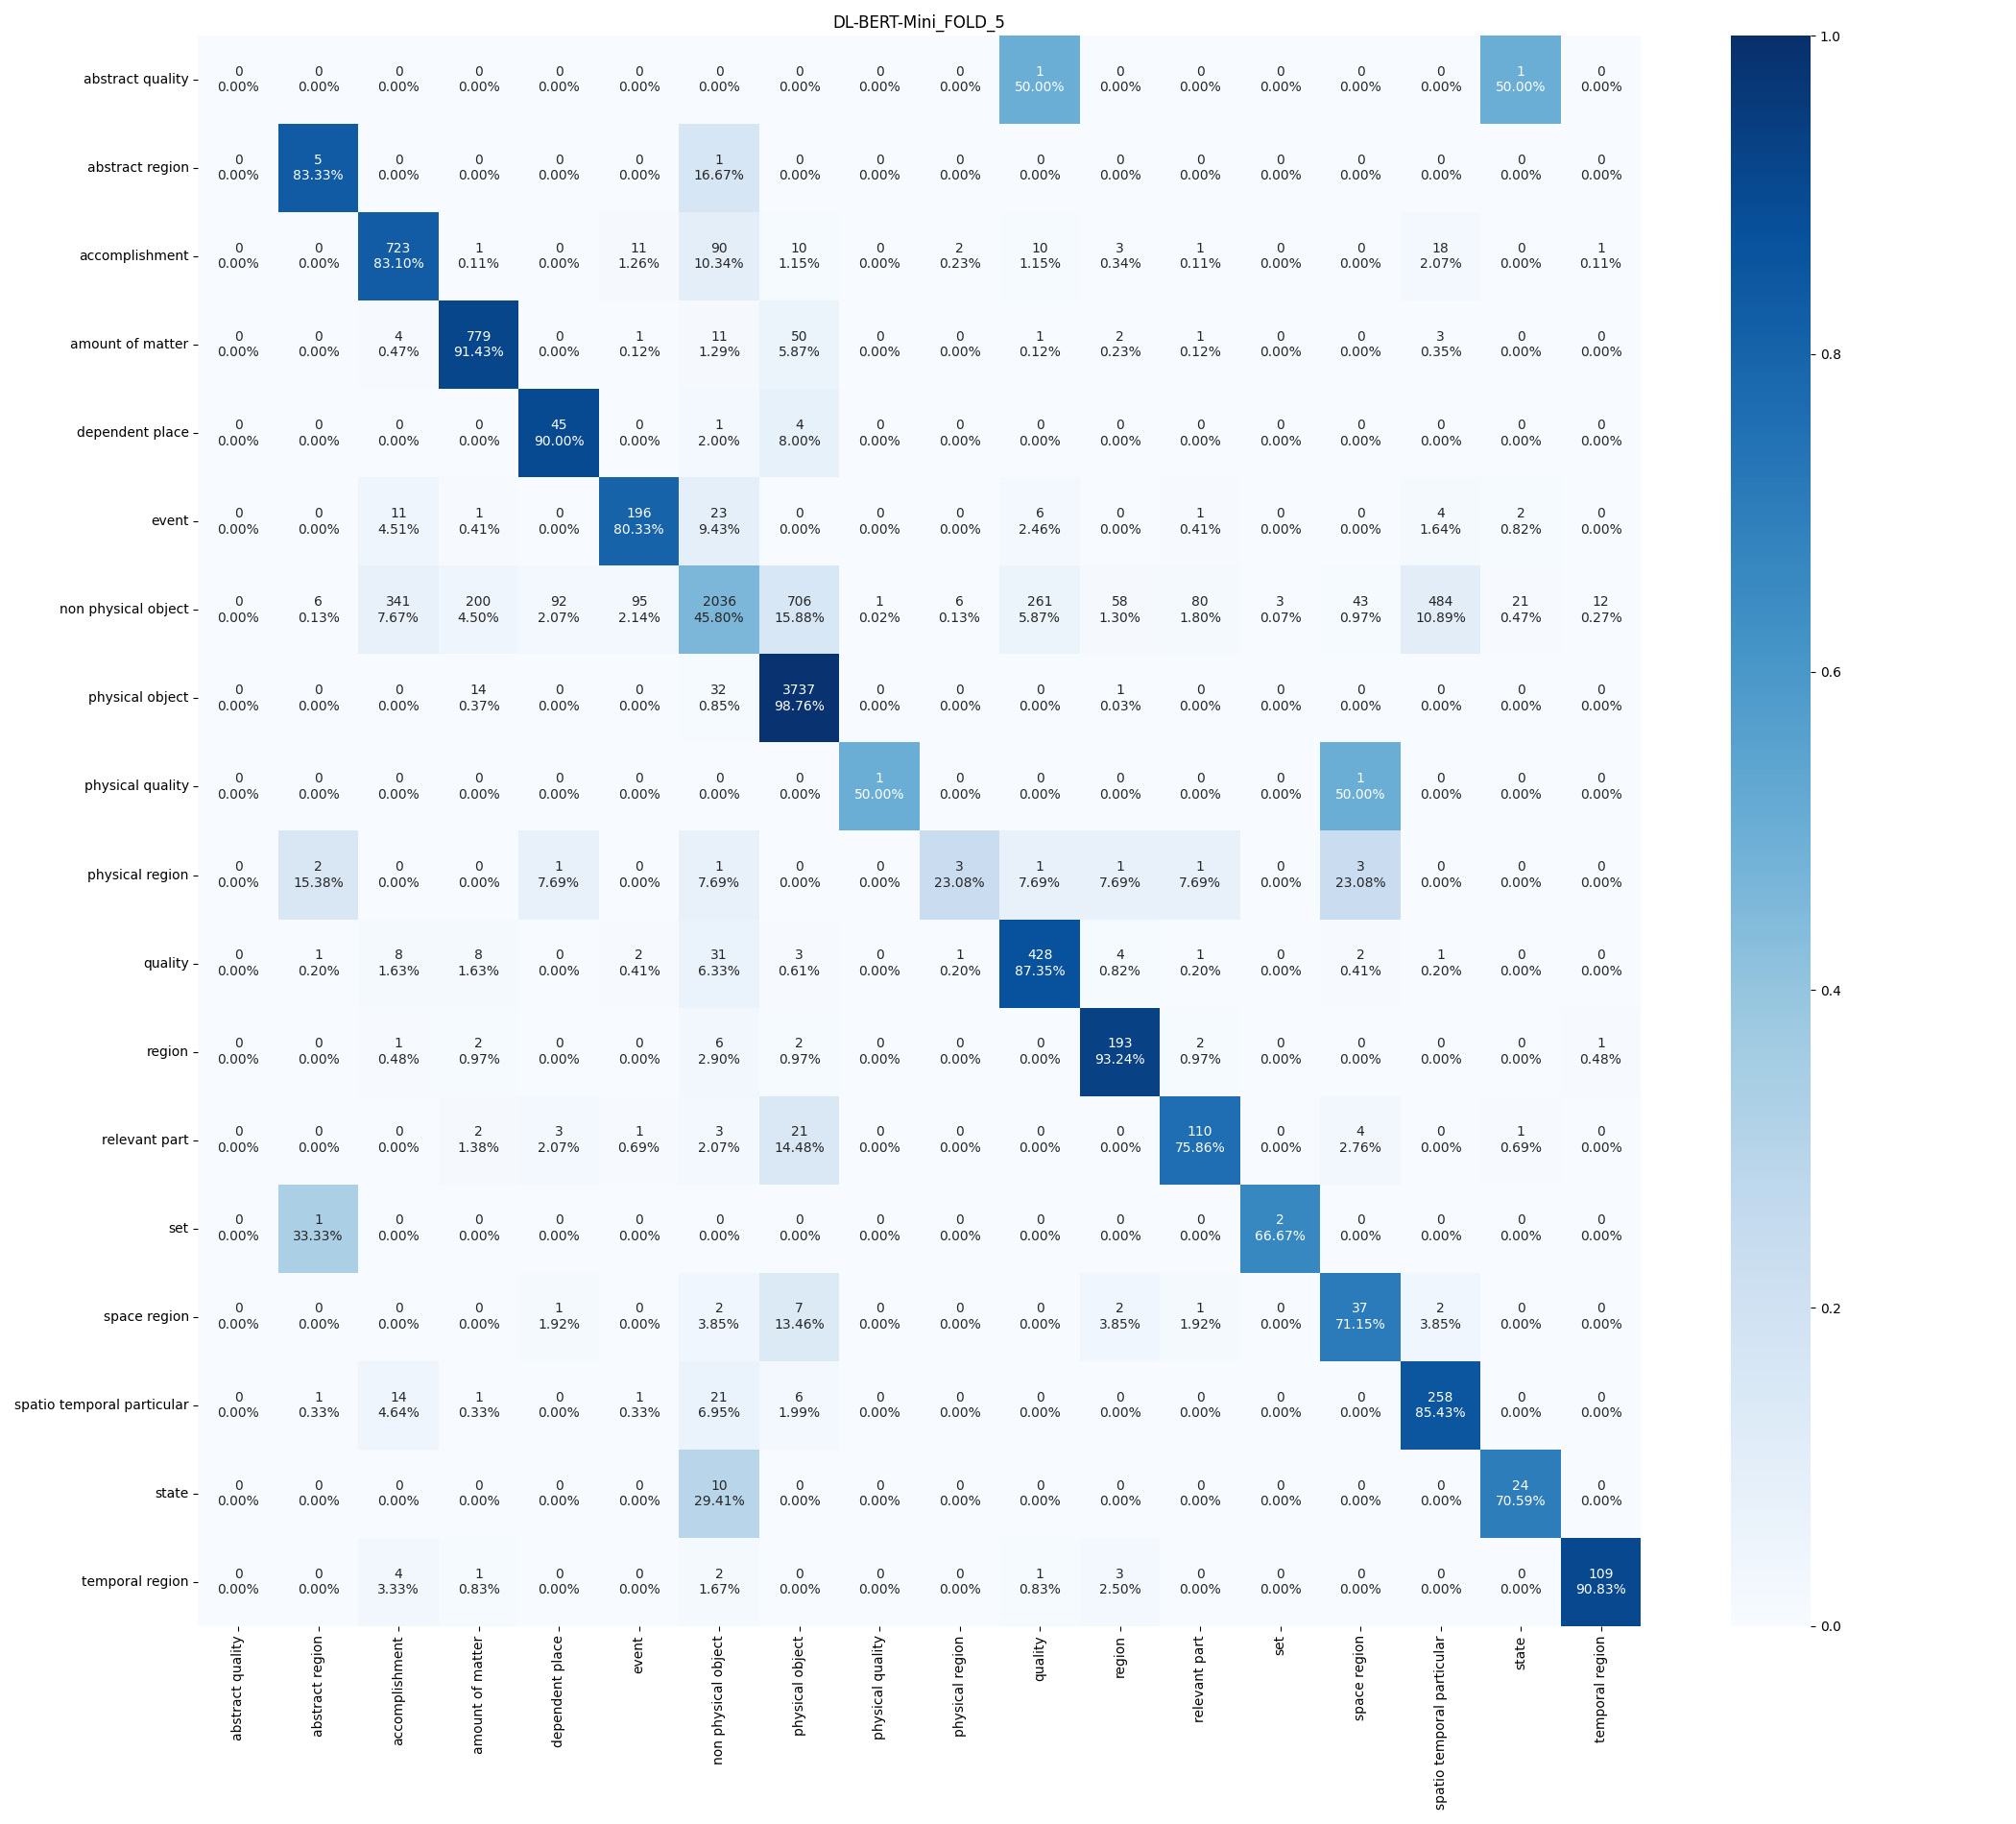 DL-BERT-Mini_FOLD_5
abstract quality
0 0 0 0 0 0 0 0 0 0 1 0 0 0 0 0 1 0
0.00% 0.00% 0.00% 0.00% 0.00% 0.00% 0.00% 0.00% 0.00% 0.00% 50.00% 0.00% 0.00% 0.00% 0.00% 0.00% 50.00% 0.00%
abstract region
0 5 0 0 0 0 1 0 0 0 0 0 0 0 0 0 0 0
0.00% 83.33% 0.00% 0.00% 0.00% 0.00% 16.67% 0.00% 0.00% 0.00% 0.00% 0.00% 0.00% 0.00% 0.00% 0.00% 0.00% 0.00%
accomplishment
0 0 723 1 0 11 90 10 0 2 10 3 1 0 0 18 0 1
0.00% 0.00% 83.10% 0.11% 0.00% 1.26% 10.34% 1.15% 0.00% 0.23% 1.15% 0.34% 0.11% 0.00% 0.00% 2.07% 0.00% 0.11%
amount of matter
0 0 4 779 0 1 11 50 0 0 1 2 1 0 0 3 0 0
0.00% 0.00% 0.47% 91.43% 0.00% 0.12% 1.29% 5.87% 0.00% 0.00% 0.12% 0.23% 0.12% 0.00% 0.00% 0.35% 0.00% 0.00%
dependent place
0 0 0 0 45 0 1 4 0 0 0 0 0 0 0 0 0 0
0.00% 0.00% 0.00% 0.00% 90.00% 0.00% 2.00% 8.00% 0.00% 0.00% 0.00% 0.00% 0.00% 0.00% 0.00% 0.00% 0.00% 0.00%
event
0 0 11 1 0 196 23 0 0 0 6 0 1 0 0 4 2 0
0.00% 0.00% 4.51% 0.41% 0.00% 80.33% 9.43% 0.00% 0.00% 0.00% 2.46% 0.00% 0.41% 0.00% 0.00% 1.64% 0.82% 0.00%
non physical object
0 6 341 200 92 95 2036 706 1 6 261 58 80 3 43 484 21 12
0.00% 0.13% 7.67% 4.50% 2.07% 2.14% 45.80% 15.88% 0.02% 0.13% 5.87% 1.30% 1.80% 0.07% 0.97% 10.89% 0.47% 0.27%
physical object
0 0 0 14 0 0 32 3737 0 0 0 1 0 0 0 0 0 0
0.00% 0.00% 0.00% 0.37% 0.00% 0.00% 0.85% 98.76% 0.00% 0.00% 0.00% 0.03% 0.00% 0.00% 0.00% 0.00% 0.00% 0.00%
physical quality
0 0 0 0 0 0 0 0 1 0 0 0 0 0 1 0 0 0
0.00% 0.00% 0.00% 0.00% 0.00% 0.00% 0.00% 0.00% 50.00% 0.00% 0.00% 0.00% 0.00% 0.00% 50.00% 0.00% 0.00% 0.00%
physical region
0 2 0 0 1 0 1 0 0 3 1 1 1 0 3 0 0 0
0.00% 15.38% 0.00% 0.00% 7.69% 0.00% 7.69% 0.00% 0.00% 23.08% 7.69% 7.69% 7.69% 0.00% 23.08% 0.00% 0.00% 0.00%
quality
0 1 8 8 0 2 31 3 0 1 428 4 1 0 2 1 0 0
0.00% 0.20% 1.63% 1.63% 0.00% 0.41% 6.33% 0.61% 0.00% 0.20% 87.35% 0.82% 0.20% 0.00% 0.41% 0.20% 0.00% 0.00%
region
0 0 1 2 0 0 6 2 0 0 0 193 2 0 0 0 0 1
0.00% 0.00% 0.48% 0.97% 0.00% 0.00% 2.90% 0.97% 0.00% 0.00% 0.00% 93.24% 0.97% 0.00% 0.00% 0.00% 0.00% 0.48%
relevant part
0 0 0 2 3 1 3 21 0 0 0 0 110 0 4 0 1 0
0.00% 0.00% 0.00% 1.38% 2.07% 0.69% 2.07% 14.48% 0.00% 0.00% 0.00% 0.00% 75.86% 0.00% 2.76% 0.00% 0.69% 0.00%
set
0 1 0 0 0 0 0 0 0 0 0 0 0 2 0 0 0 0
0.00% 33.33% 0.00% 0.00% 0.00% 0.00% 0.00% 0.00% 0.00% 0.00% 0.00% 0.00% 0.00% 66.67% 0.00% 0.00% 0.00% 0.00%
space region
0 0 0 0 1 0 2 7 0 0 0 2 1 0 37 2 0 0
0.00% 0.00% 0.00% 0.00% 1.92% 0.00% 3.85% 13.46% 0.00% 0.00% 0.00% 3.85% 1.92% 0.00% 71.15% 3.85% 0.00% 0.00%
spatio temporal particular
0 1 14 1 0 1 21 6 0 0 0 0 0 0 0 258 0 0
0.00% 0.33% 4.64% 0.33% 0.00% 0.33% 6.95% 1.99% 0.00% 0.00% 0.00% 0.00% 0.00% 0.00% 0.00% 85.43% 0.00% 0.00%
state
0 0 0 0 0 0 10 0 0 0 0 0 0 0 0 0 24 0
0.00% 0.00% 0.00% 0.00% 0.00% 0.00% 29.41% 0.00% 0.00% 0.00% 0.00% 0.00% 0.00% 0.00% 0.00% 0.00% 70.59% 0.00%
temporal region
0 0 4 1 0 0 2 0 0 0 1 3 0 0 0 0 0 109
0.00% 0.00% 3.33% 0.83% 0.00% 0.00% 1.67% 0.00% 0.00% 0.00% 0.83% 2.50% 0.00% 0.00% 0.00% 0.00% 0.00% 90.83%
abstract quality
abstract region
accomplishment
amount of matter
dependent place
event
non physical object
physical object
physical quality
physical region
quality
region
relevant part
set
space region
spatio temporal particular
state
temporal region
1.0
0.8
0.6
0.4
0.2
0.0